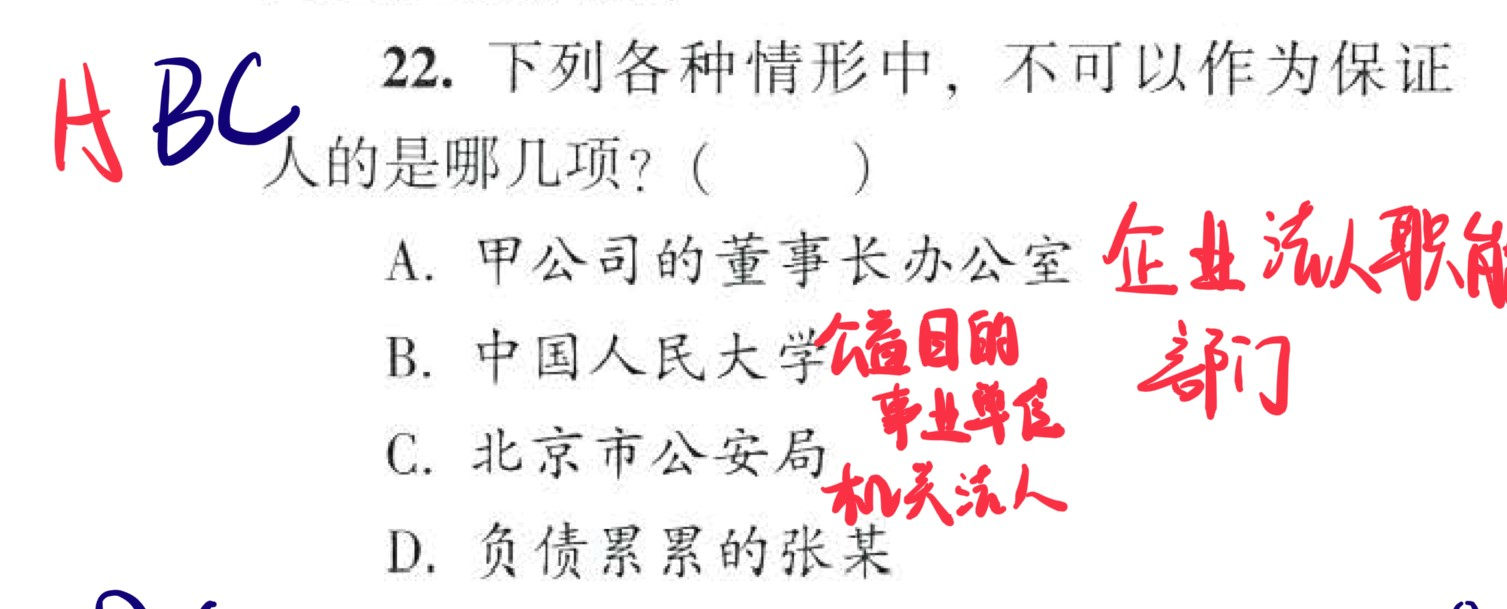 22. 下列各种情形中，不可以作为保证
ABC
人的是哪几项？（　　）
A. 甲公司的董事长办公室 企业法人职能
部门
B. 中国人民大学 公益目的
事业单位
C. 北京市公安局
机关法人
D. 负债累累的张某